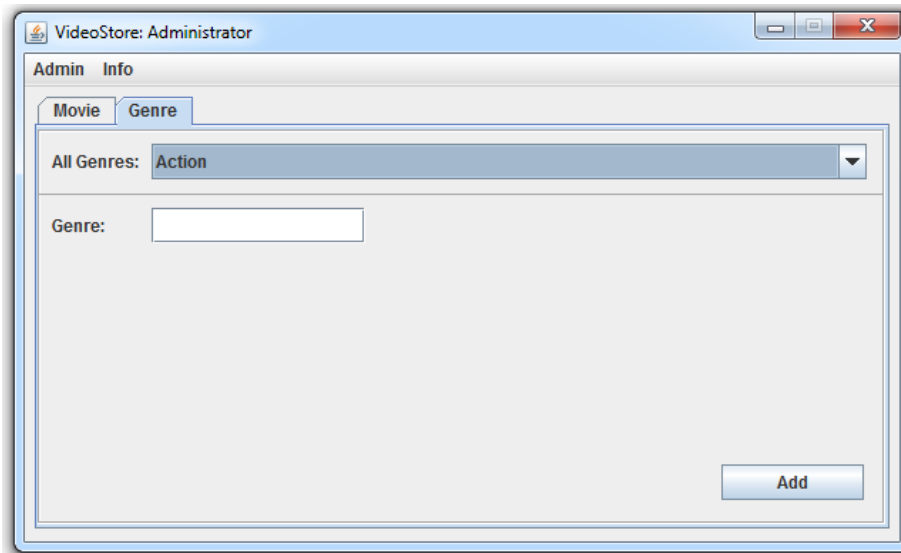 VideoStore: Administrator
Admin Info
Movie Genre
All Genres: Action
Genre:
Add